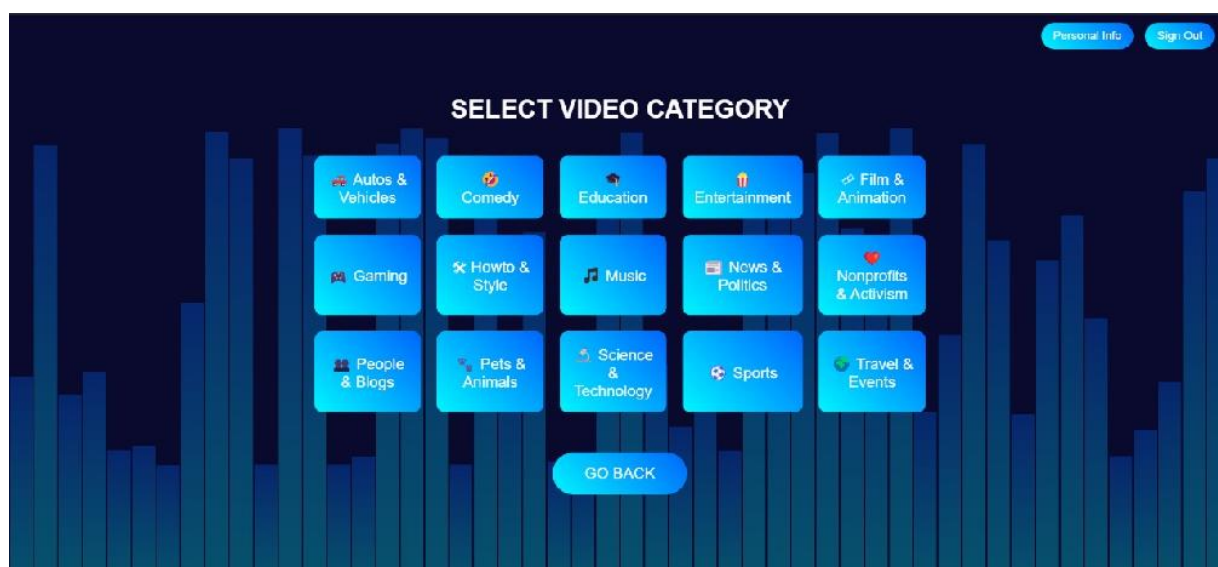 Personal Info
Sign Out
SELECT VIDEO CATEGORY
🚗 Autos &
Vehicles
🤣
Comedy
🎓
Education
🍿
Entertainment
🎞 Film &
Animation
🎮 Gaming
🛠 Howto &
Style
🎵 Music
📰 News &
Politics
❤️
Nonprofits
& Activism
👥 People
& Blogs
🐾 Pets &
Animals
🔬 Science
&
Technology
⚽ Sports
🌍 Travel &
Events
GO BACK